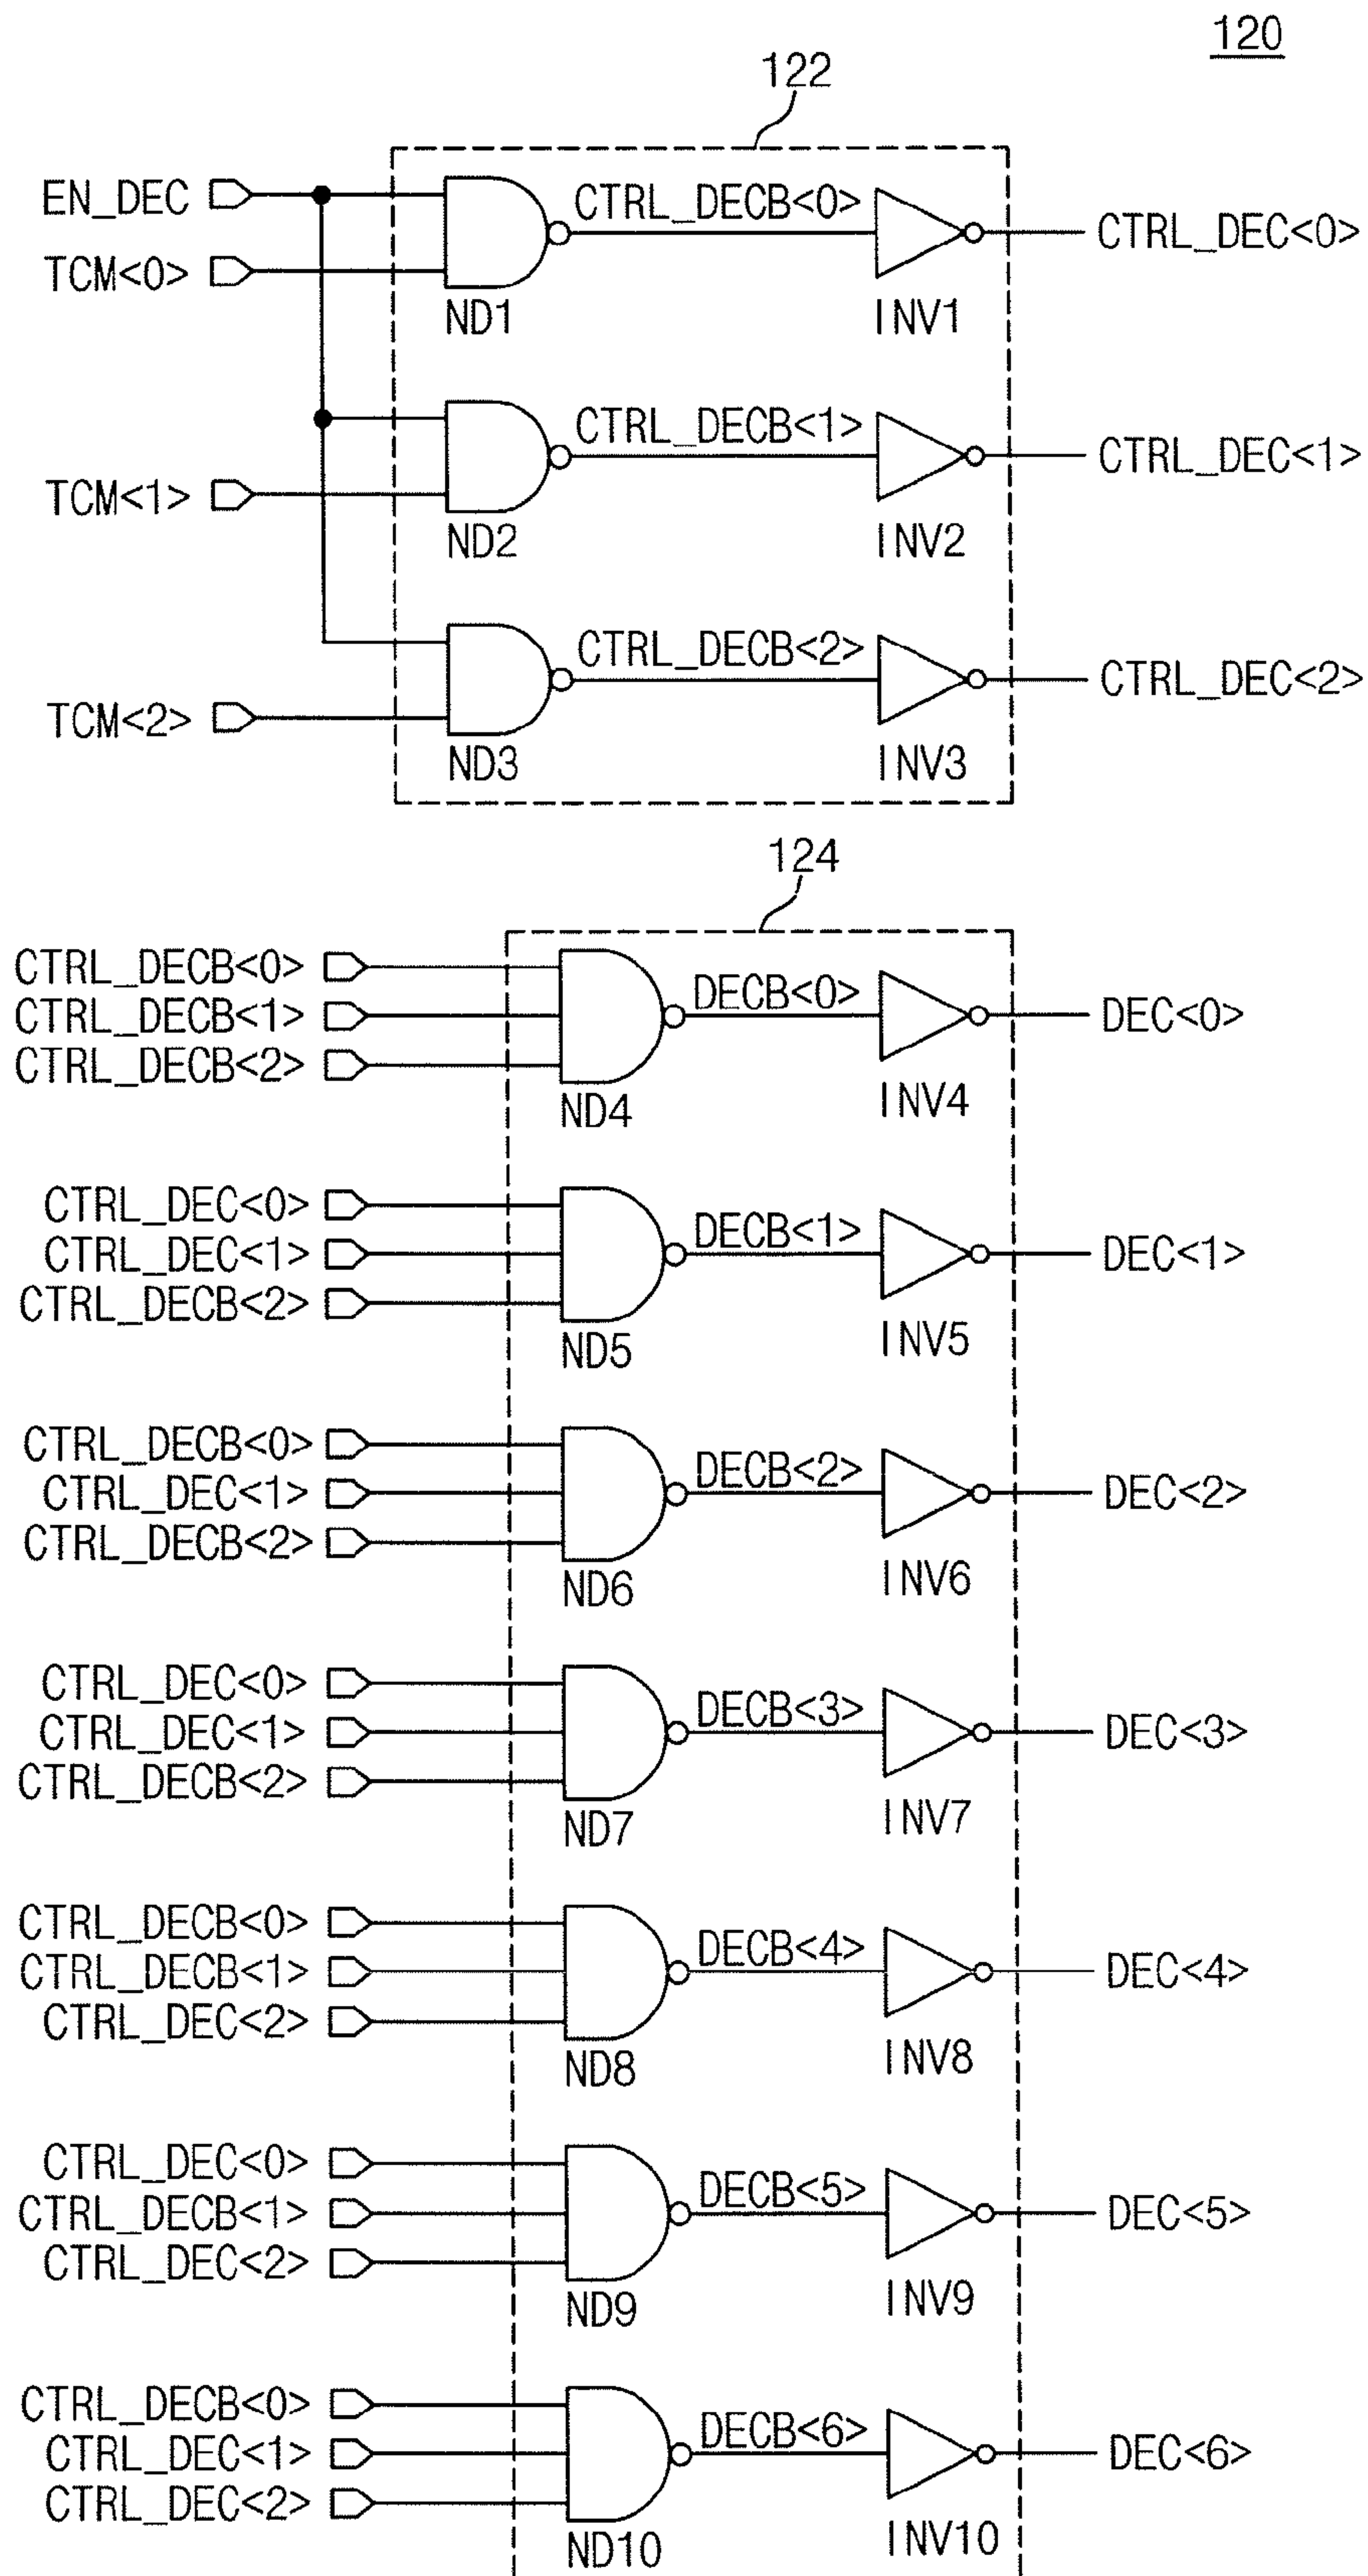 120
122
EN_DEC
TCM<0>
ND1
CTRL_DECB<0>
INV1
CTRL_DEC<0>
TCM<1>
ND2
CTRL_DECB<1>
INV2
CTRL_DEC<1>
TCM<2>
ND3
CTRL_DECB<2>
INV3
CTRL_DEC<2>
124
CTRL_DECB<0>
CTRL_DECB<1>
CTRL_DECB<2>
ND4
DECB<0>
INV4
DEC<0>
CTRL_DEC<0>
CTRL_DEC<1>
CTRL_DECB<2>
ND5
DECB<1>
INV5
DEC<1>
CTRL_DECB<0>
CTRL_DEC<1>
CTRL_DECB<2>
ND6
DECB<2>
INV6
DEC<2>
CTRL_DEC<0>
CTRL_DEC<1>
CTRL_DECB<2>
ND7
DECB<3>
INV7
DEC<3>
CTRL_DECB<0>
CTRL_DECB<1>
CTRL_DEC<2>
ND8
DECB<4>
INV8
DEC<4>
CTRL_DEC<0>
CTRL_DECB<1>
CTRL_DEC<2>
ND9
DECB<5>
INV9
DEC<5>
CTRL_DECB<0>
CTRL_DEC<1>
CTRL_DEC<2>
ND10
DECB<6>
INV10
DEC<6>